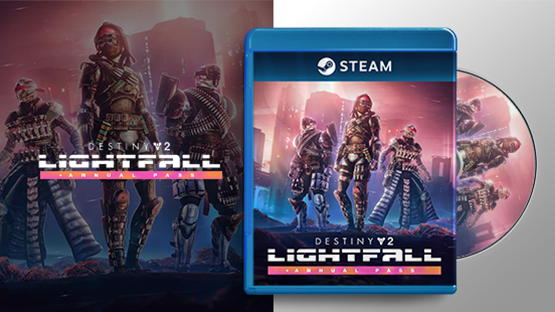 DESTINY 2
LIGHTFALL
+ANNUAL PASS
STEAM
DESTINY 2
LIGHTFALL
+ANNUAL PASS